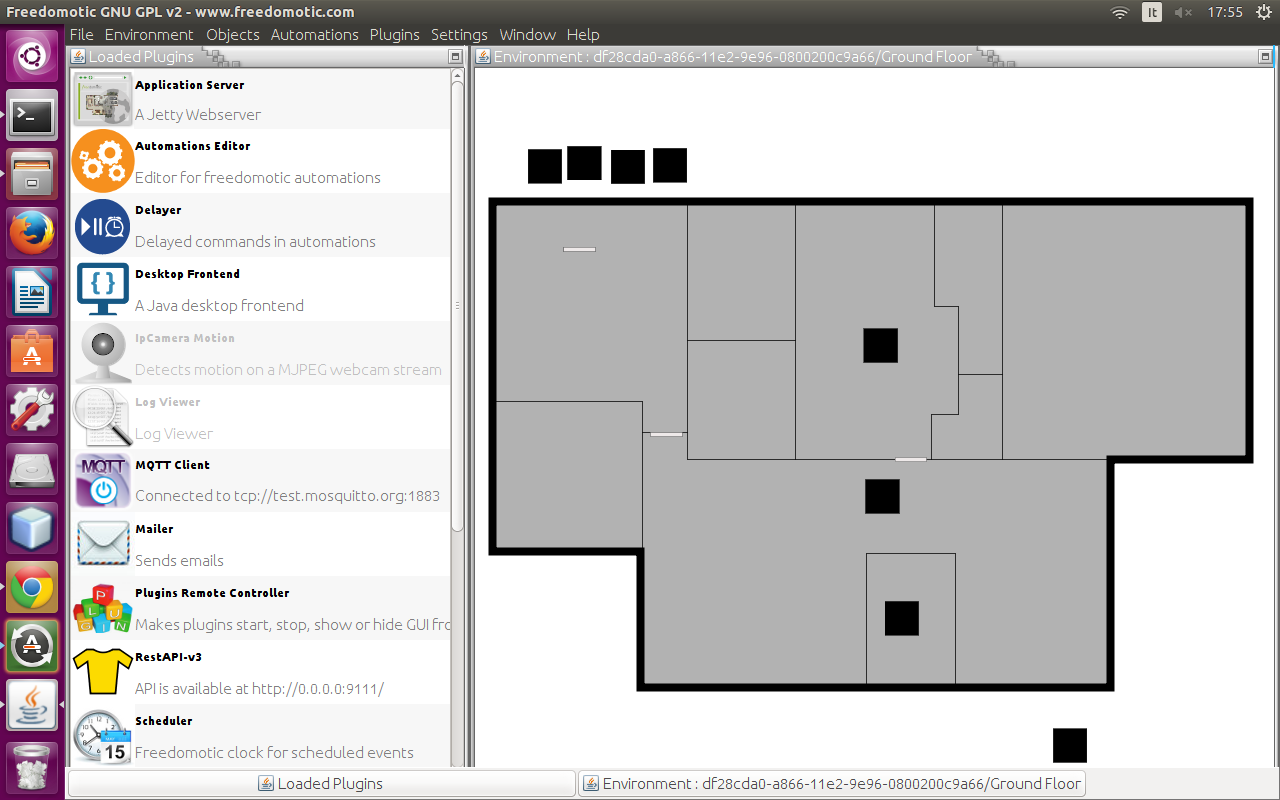 Freedomotic GNU GPL v2 - www.freedomotic.com
It
17:55
File Environment Objects Automations Plugins Settings Window Help
Loaded Plugins
Environment : df28cda0-a866-11e2-9e96-0800200c9a66/Ground Floor
Application Server
A Jetty Webserver
Automations Editor
Editor for freedomotic automations
Delayer
Delayed commands in automations
Desktop Frontend
A Java desktop frontend
IpCamera Motion
Detects motion on a MJPEG webcam stream
Log Viewer
Log Viewer
MQTT
MQTT Client
Connected to tcp://test.mosquitto.org:1883
Mailer
Sends emails
PLUGIN
Plugins Remote Controller
Makes plugins start, stop, show or hide GUI fro
RestAPI-v3
API is available at http://0.0.0.0:9111/
15
Scheduler
Freedomotic clock for scheduled events
Loaded Plugins
Environment : df28cda0-a866-11e2-9e96-0800200c9a66/Ground Floor